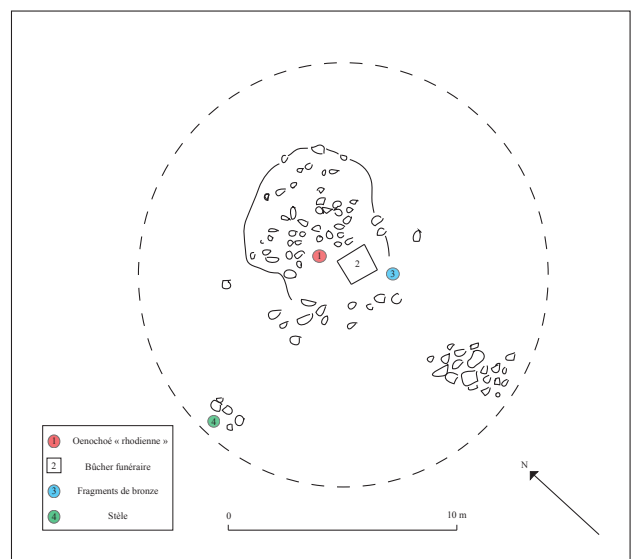 1
2
3
4
1 Oenochoé « rhodienne »
2 Bûcher funéraire
3 Fragments de bronze
4 Stèle
0 10 m
N